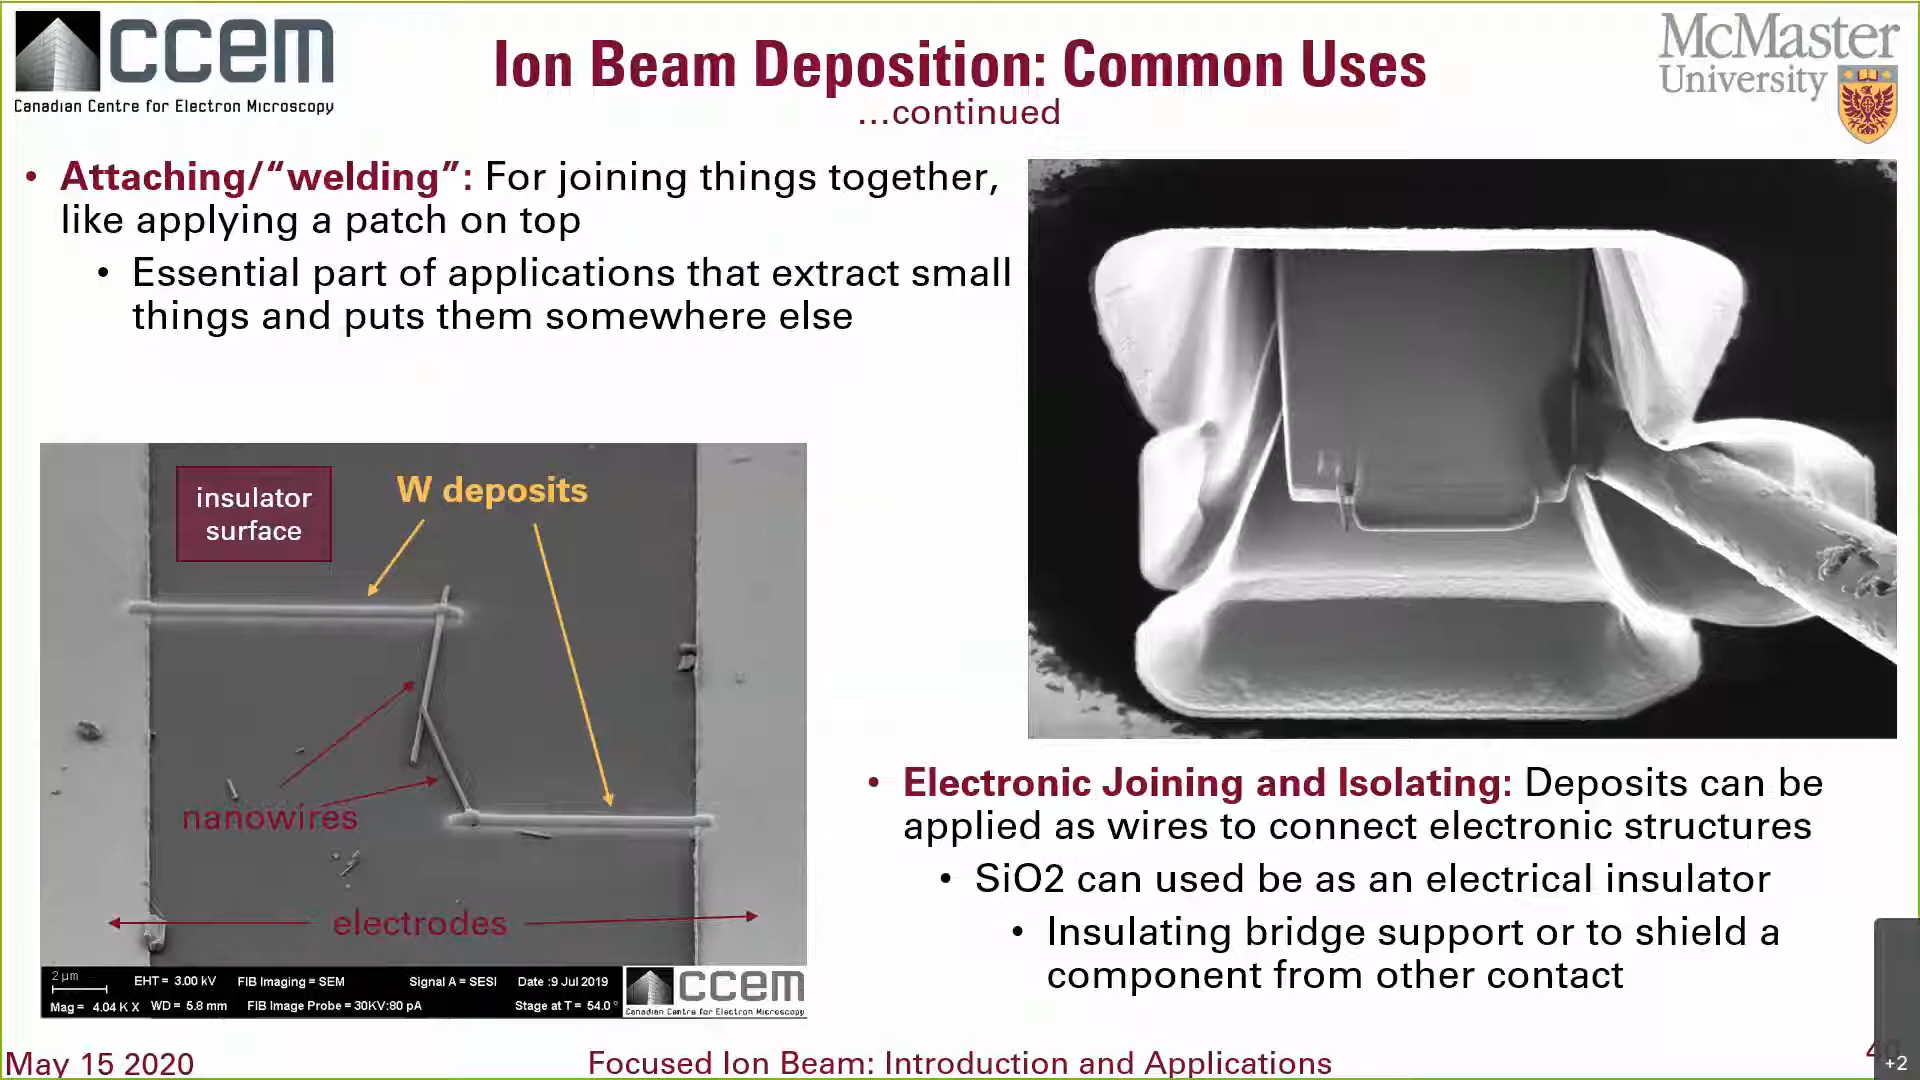 ccem
Canadian Centre for Electron Microscopy
Ion Beam Deposition: Common Uses
...continued
McMaster
University
• Attaching/“welding”: For joining things together,
like applying a patch on top
• Essential part of applications that extract small
things and puts them somewhere else
insulator
surface
W deposits
nanowires
electrodes
2 µm
EHT = 3.00 kV
FIB Imaging = SEM
Signal A = SESI
Date :9 Jul 2019
Mag = 4.04 K X
WD = 5.8 mm
FIB Image Probe = 30KV:80 pA
Stage at T = 54.0 °
ccem
Canadian Centre for Electron Microscopy
• Electronic Joining and Isolating: Deposits can be
applied as wires to connect electronic structures
• SiO2 can used be as an electrical insulator
• Insulating bridge support or to shield a
component from other contact
May 15 2020
Focused Ion Beam: Introduction and Applications
+2